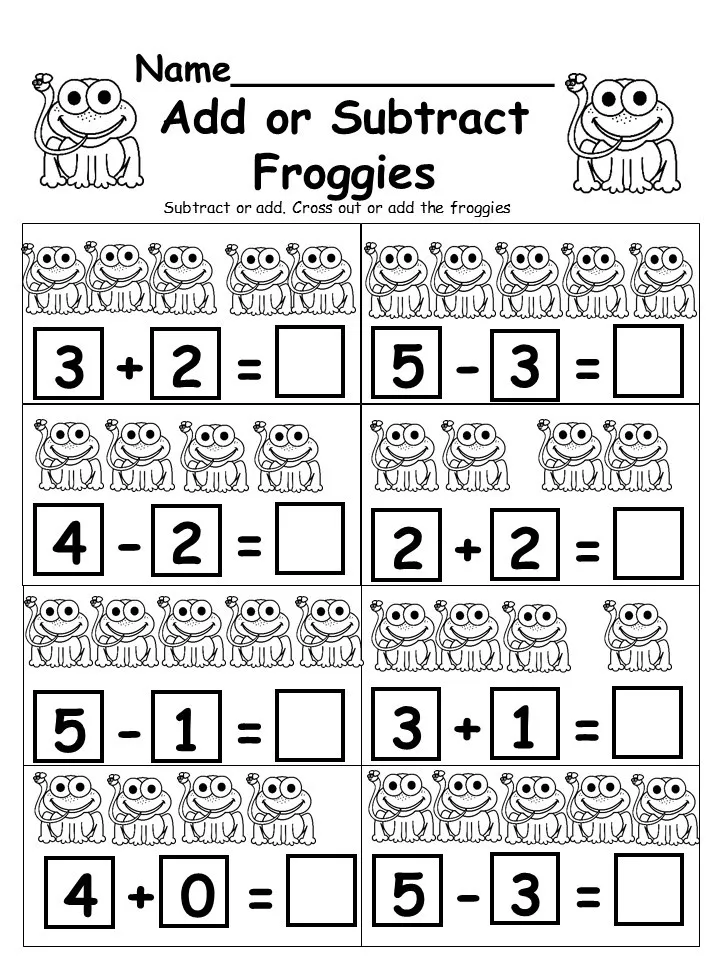 Name
Add or Subtract
Froggies
Subtract or add. Cross out or add the froggies
3 + 2 =
5 - 3 =
4 - 2 =
2 + 2 =
5 - 1 =
3 + 1 =
4 + 0 =
5 - 3 =